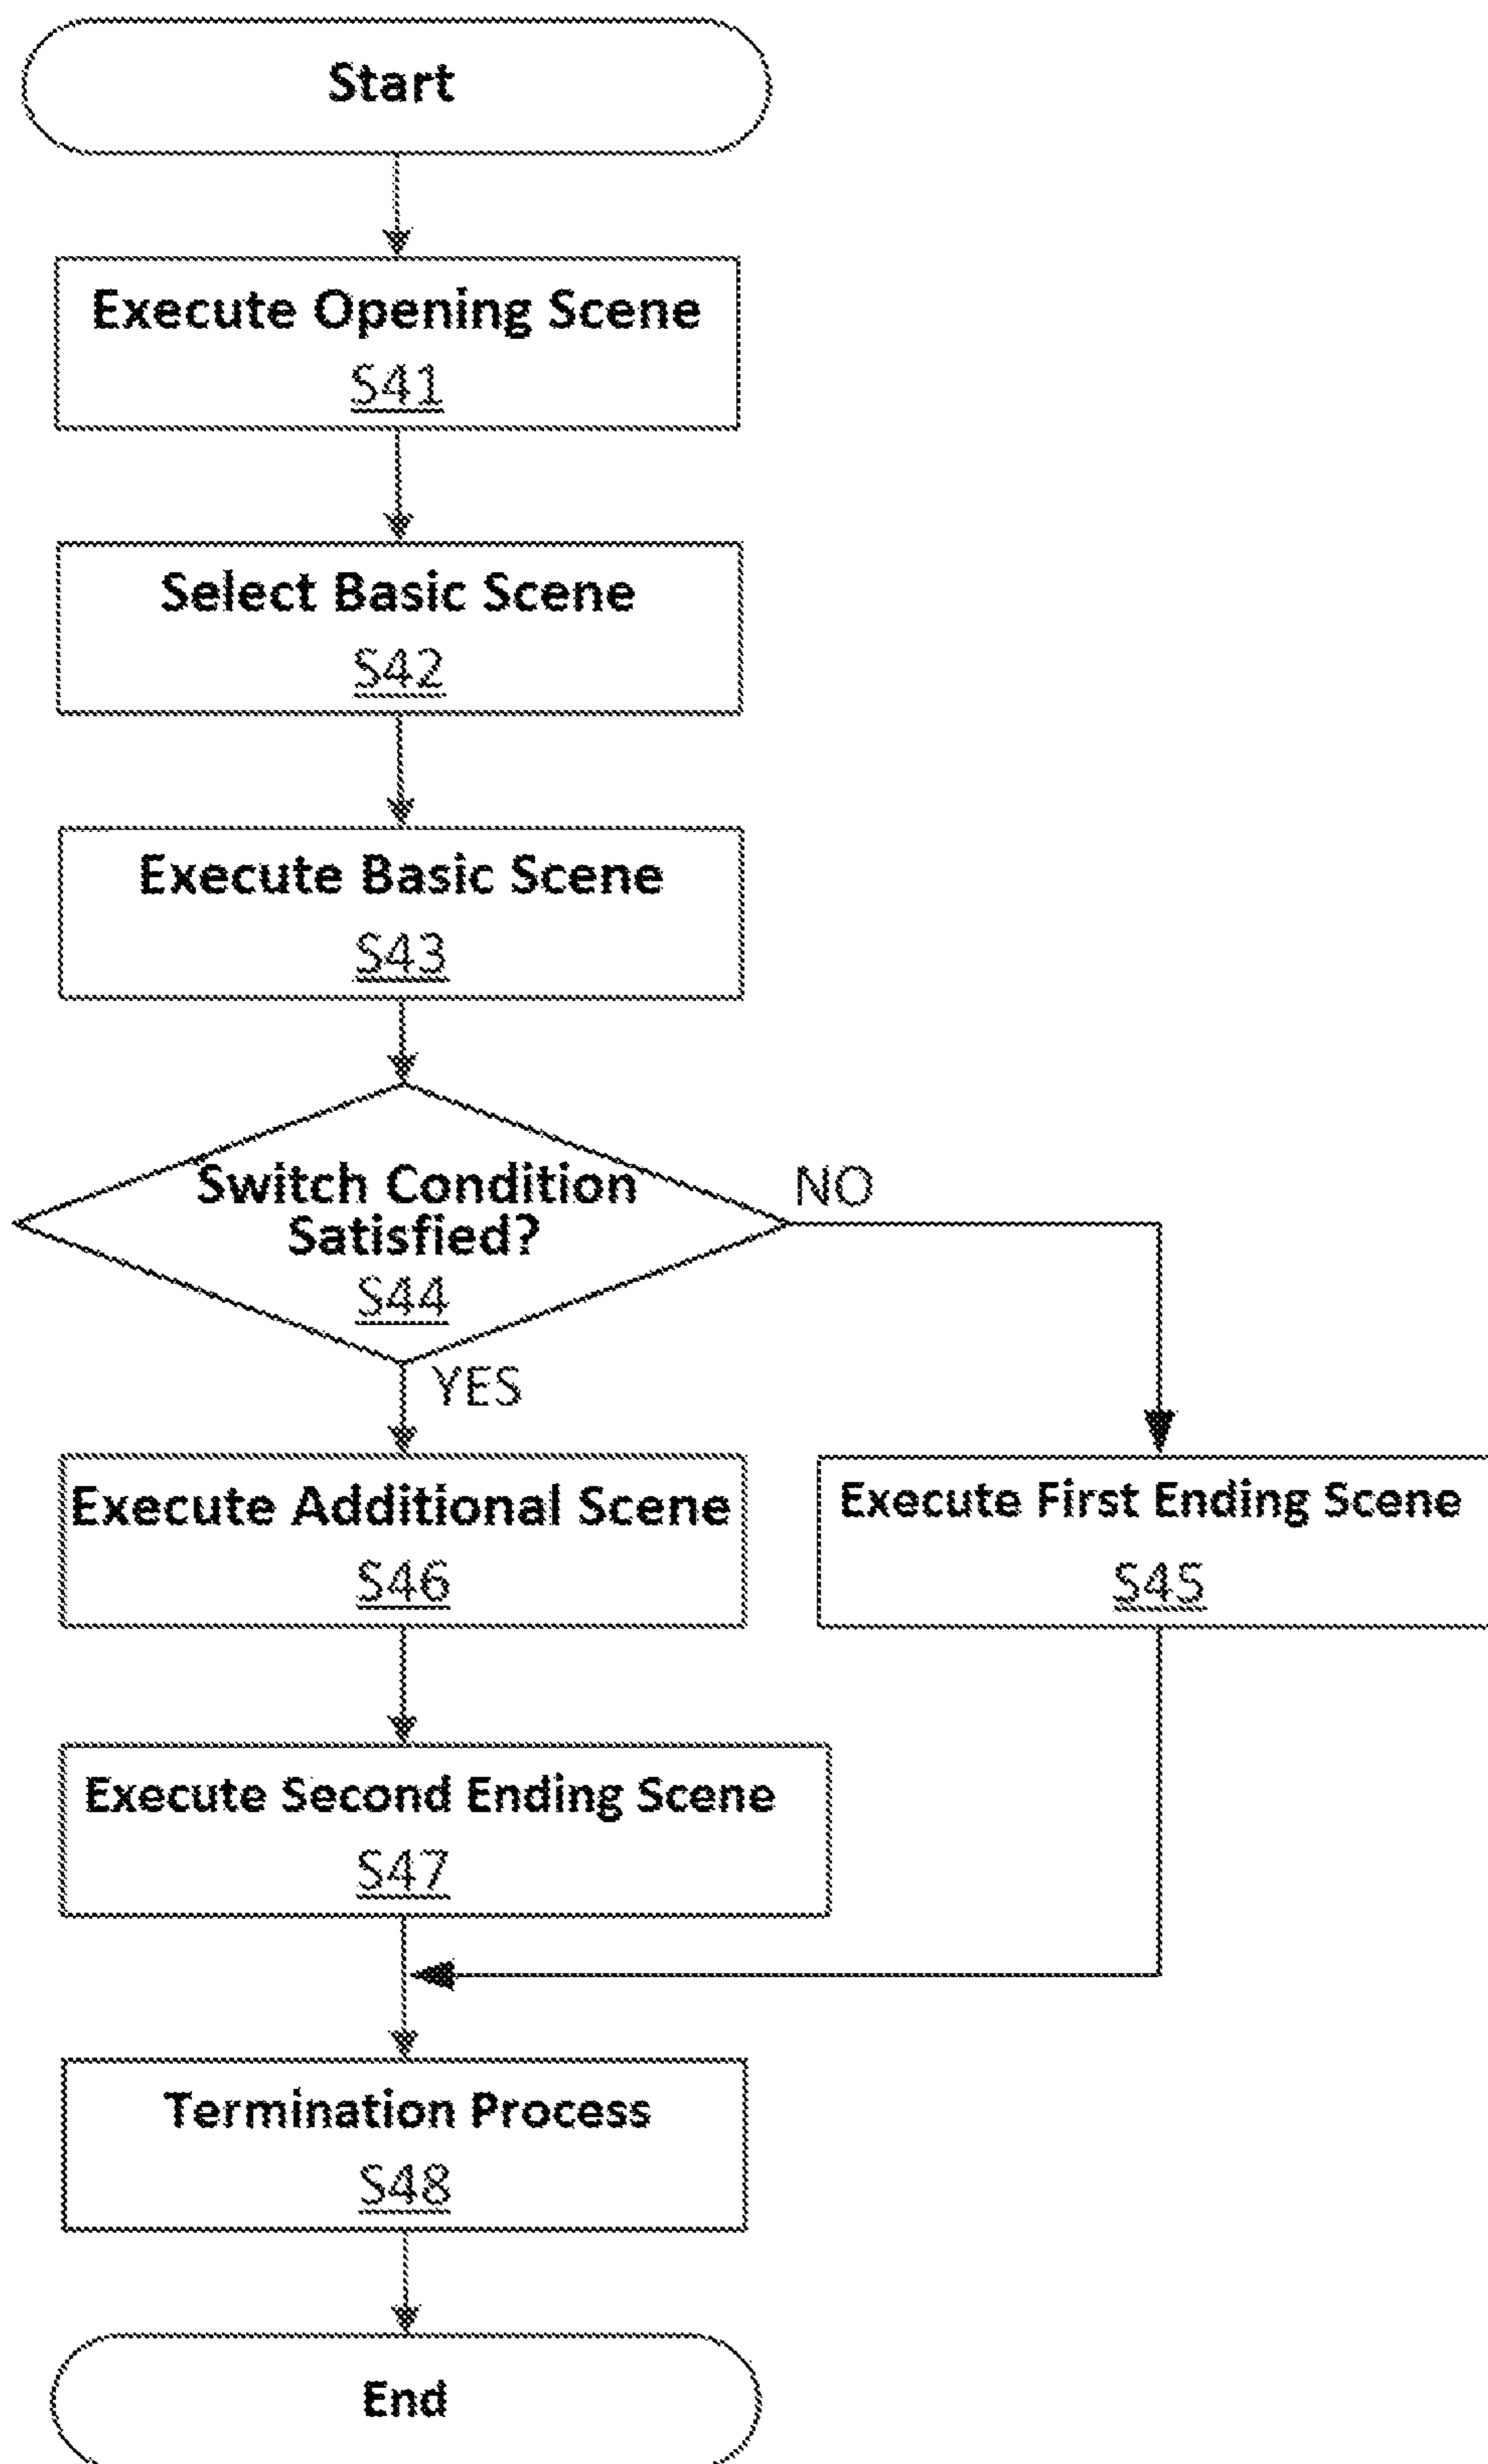 Start
Execute Opening Scene
S41
Select Basic Scene
S42
Execute Basic Scene
S43
Switch Condition
Satisfied?
S44
NO
YES
Execute Additional Scene
S46
Execute First Ending Scene
S45
Execute Second Ending Scene
S47
Termination Process
S48
End